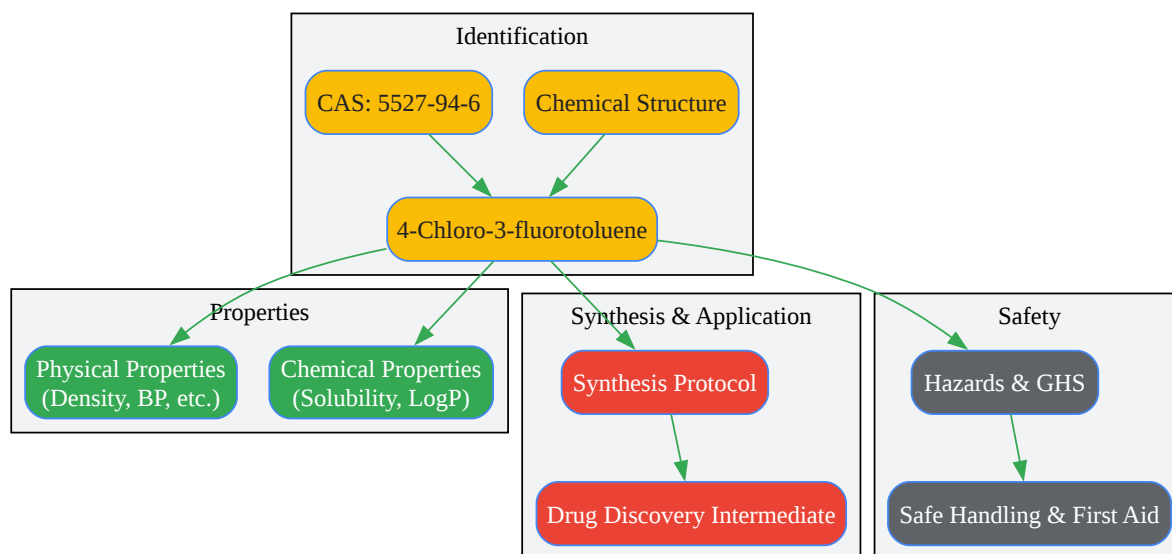 Identification
CAS: 5527-94-6
Chemical Structure
4-Chloro-3-fluorotoluene
Properties
Physical Properties
(Density, BP, etc.)
Chemical Properties
(Solubility, LogP)
Synthesis & Application
Synthesis Protocol
Drug Discovery Intermediate
Safety
Hazards & GHS
Safe Handling & First Aid